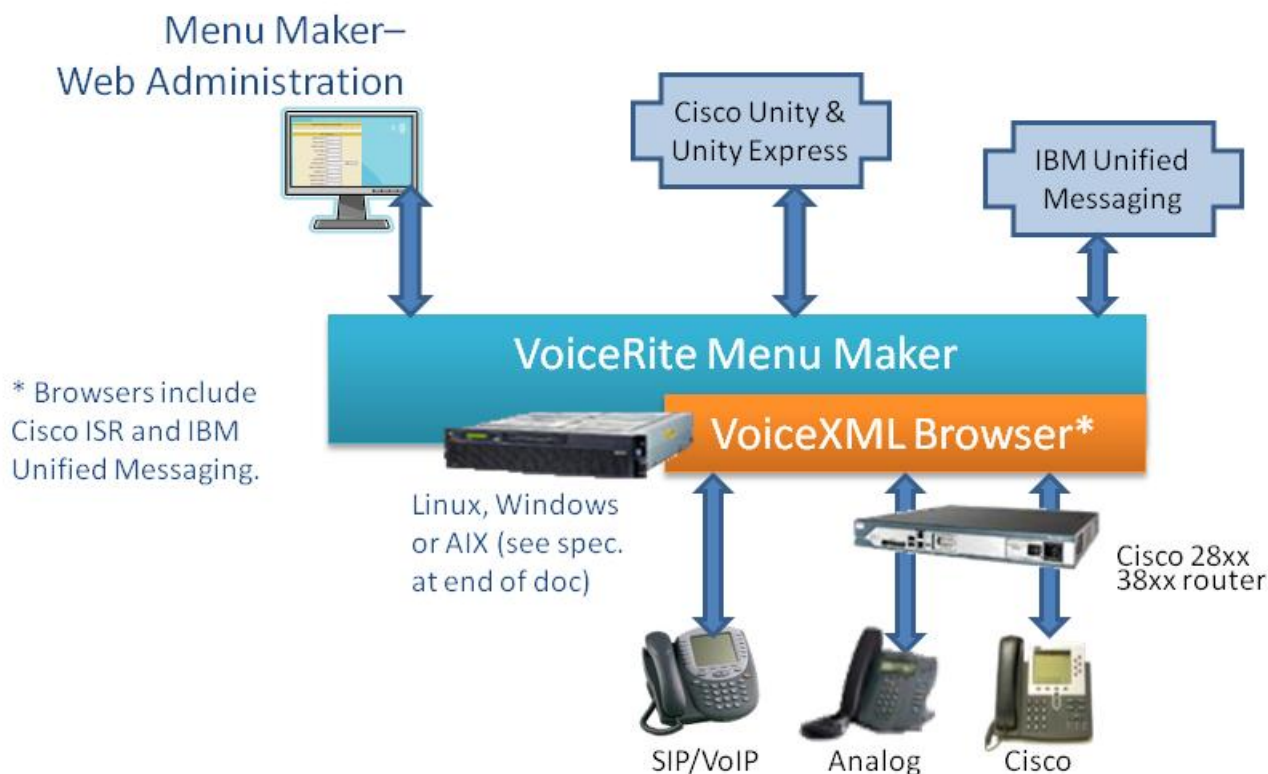 Menu Maker–
Web Administration
Cisco Unity &
Unity Express
IBM Unified
Messaging
VoiceRite Menu Maker
* Browsers include
Cisco ISR and IBM
Unified Messaging.
VoiceXML Browser*
Linux, Windows
or AIX (see spec.
at end of doc)
Cisco 28xx
38xx router
SIP/VoIP
Analog
Cisco